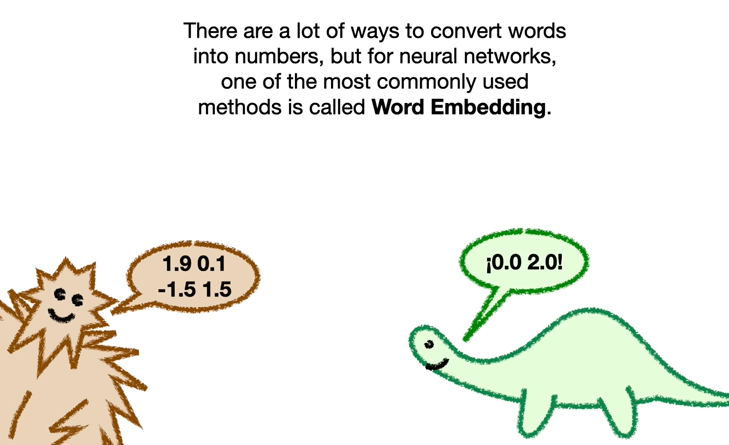 There are a lot of ways to convert words
into numbers, but for neural networks,
one of the most commonly used
methods is called Word Embedding.
1.9 0.1
-1.5 1.5
¡0.0 2.0!